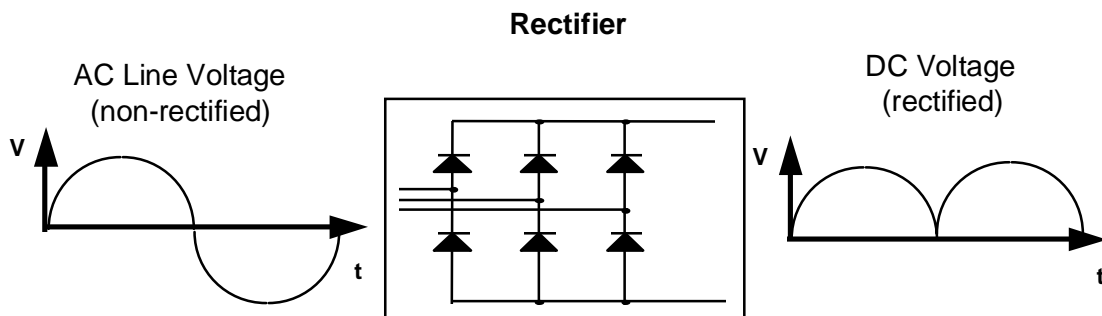 Rectifier
AC Line Voltage
(non-rectified)
V
t
DC Voltage
(rectified)
V
t